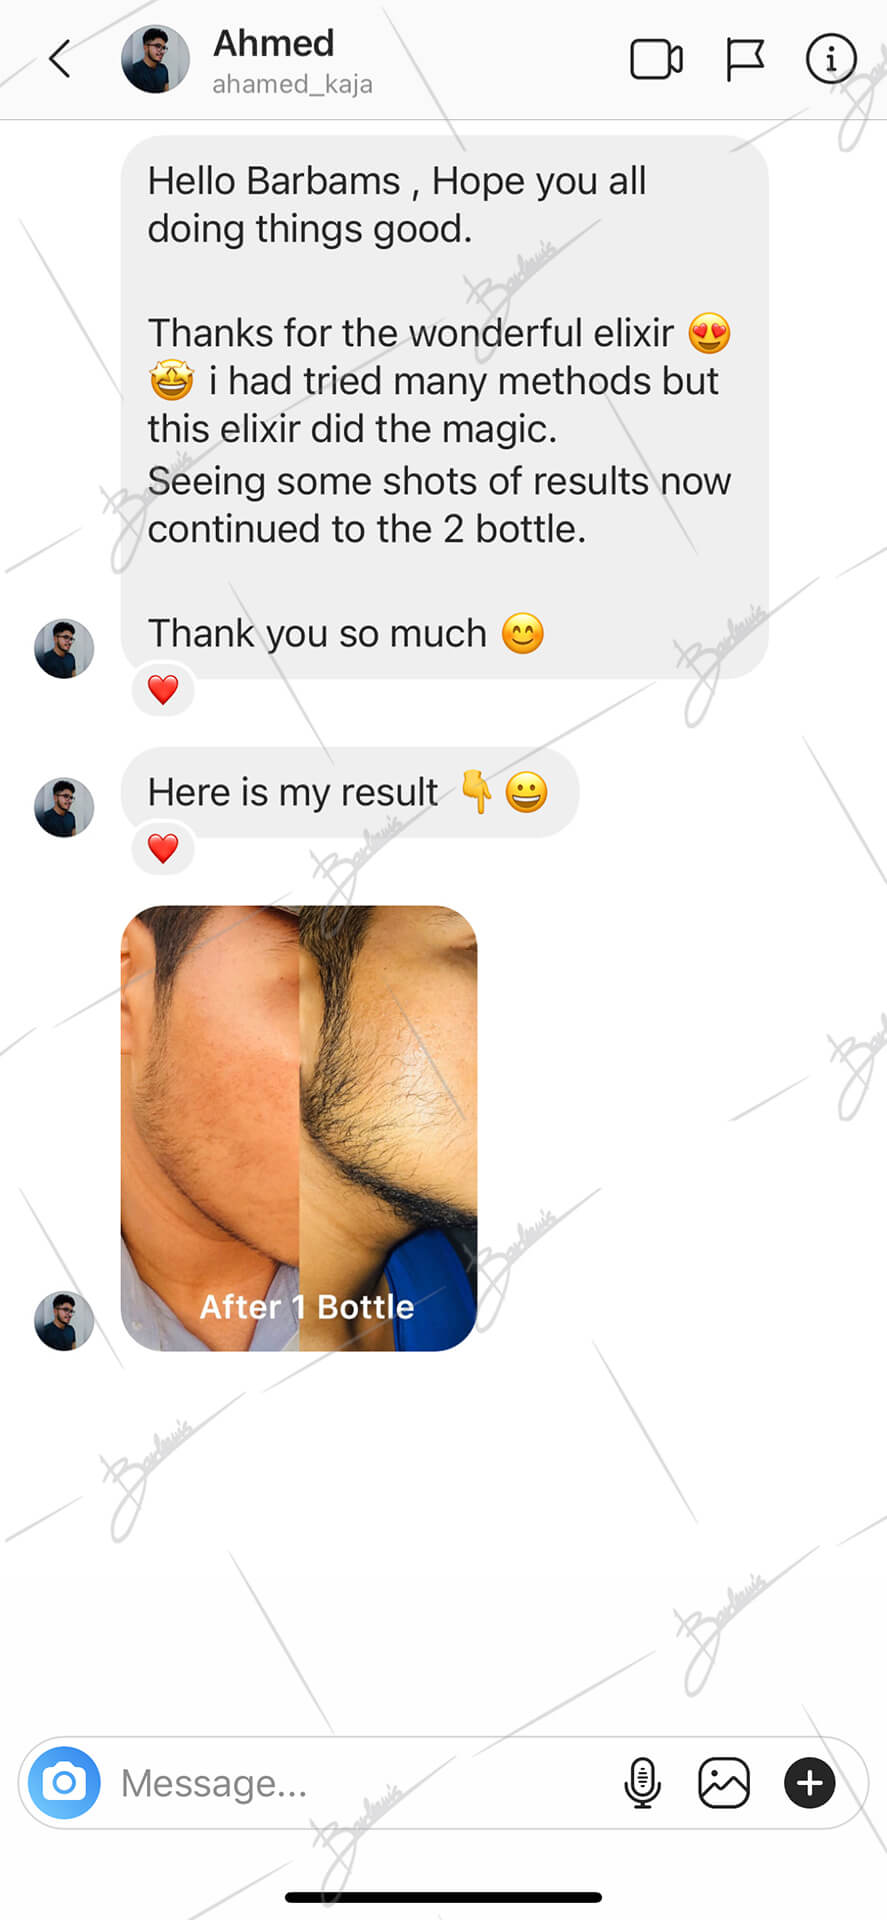 Ahmed
ahamed_kaja
Hello Barbams , Hope you all
doing things good.
Thanks for the wonderful elixir 😍
🤩 i had tried many methods but
this elixir did the magic.
Seeing some shots of results now
continued to the 2 bottle.
Thank you so much 😊
Here is my result 👇😀
After 1 Bottle
Message...